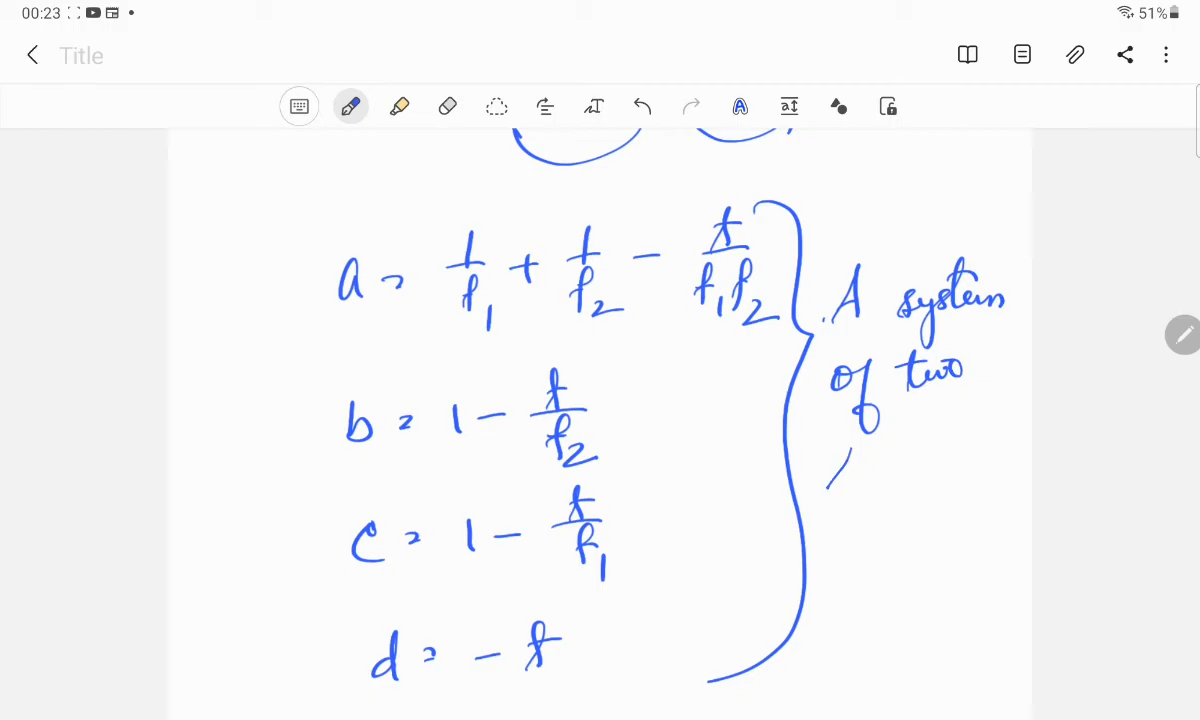 00:23 51%
Title
a = 1/f₁ + 1/f₂ - t/f₁f₂
A system
of two
b = 1 - t/f₂
c = 1 - t/f₁
d = - t